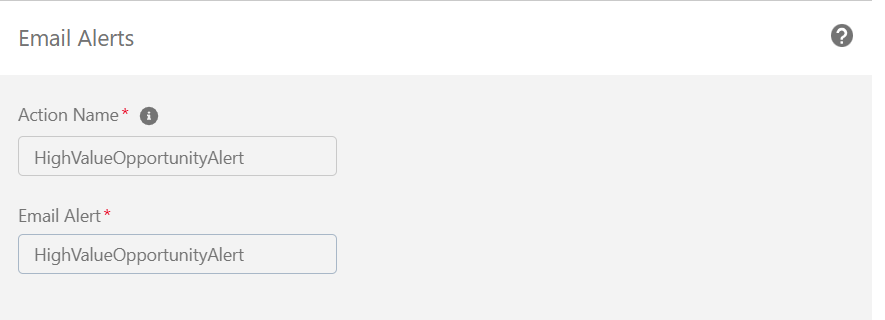 Email Alerts
Action Name*
HighValueOpportunityAlert
Email Alert*
HighValueOpportunityAlert